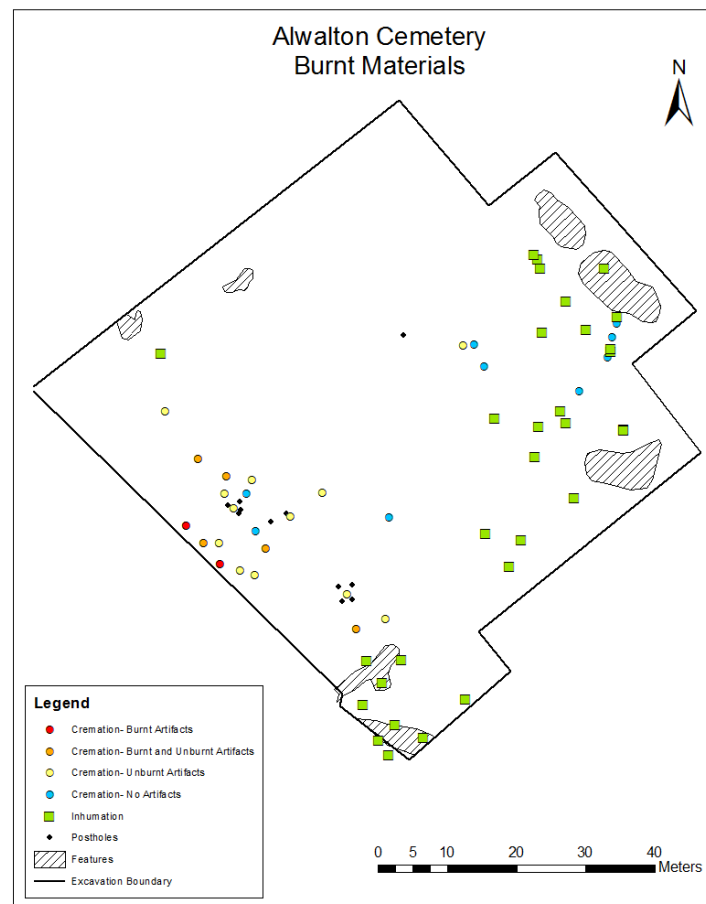 Alwalton Cemetery
Burnt Materials
N
Legend
Cremation- Burnt Artifacts
Cremation- Burnt and Unburnt Artifacts
Cremation- Unburnt Artifacts
Cremation- No Artifacts
Inhumation
Postholes
Features
Excavation Boundary
0 5 10 20 30 40
Meters